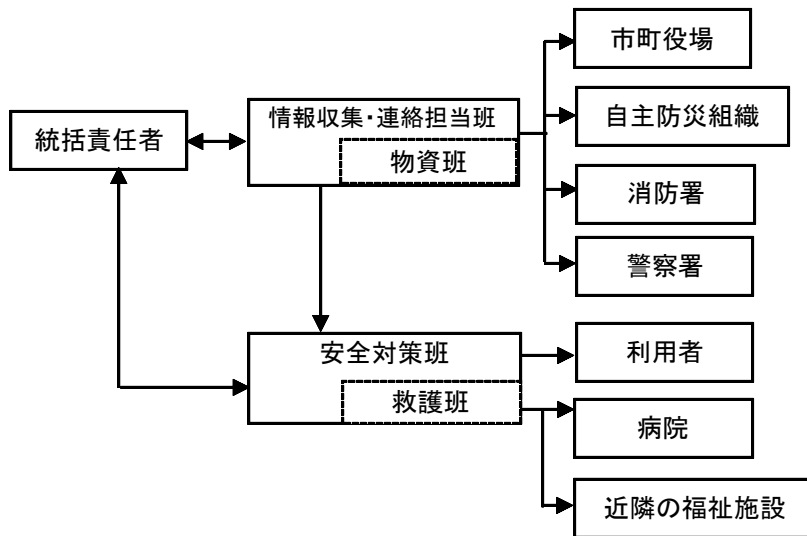 市町役場
情報収集・連絡担当班
自主防災組織
統括責任者
物資班
消防署
警察署
安全対策班
利用者
救護班
病院
近隣の福祉施設